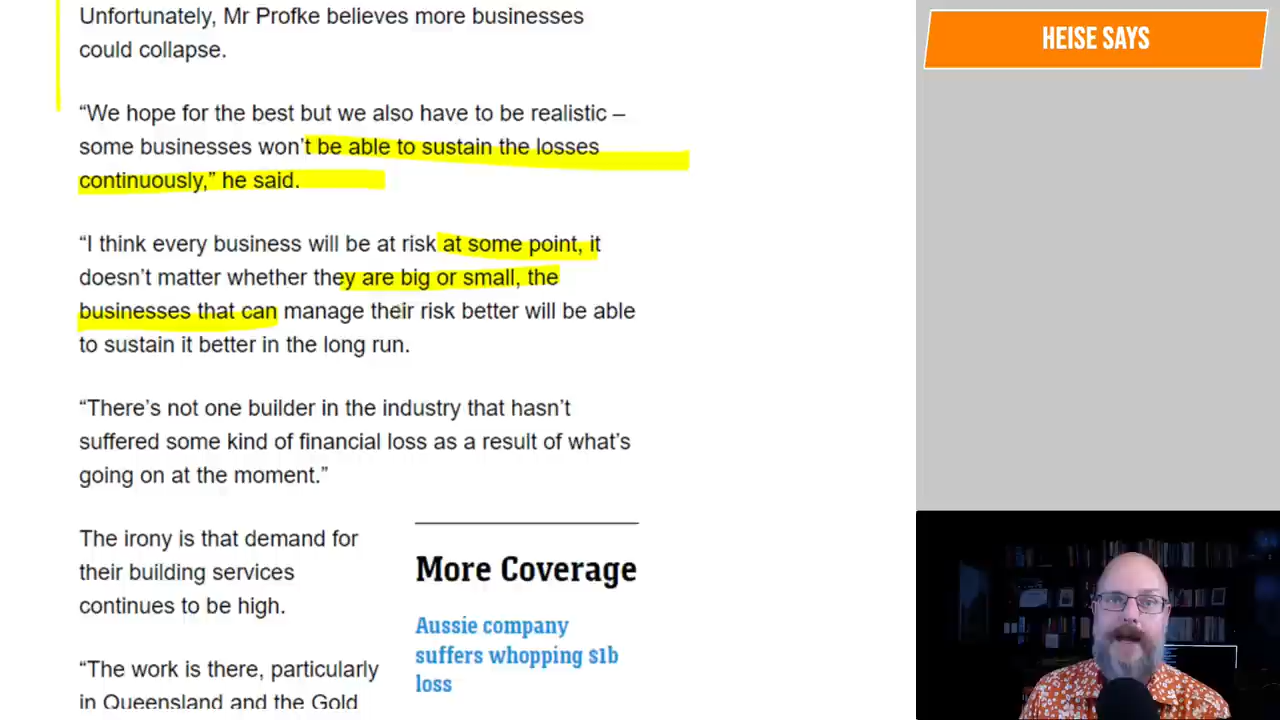 Unfortunately, Mr Profke believes more businesses
could collapse.
“We hope for the best but we also have to be realistic –
some businesses won’t be able to sustain the losses
continuously,” he said.
“I think every business will be at risk at some point, it
doesn’t matter whether they are big or small, the
businesses that can manage their risk better will be able
to sustain it better in the long run.
“There’s not one builder in the industry that hasn’t
suffered some kind of financial loss as a result of what’s
going on at the moment.”
The irony is that demand for
their building services
continues to be high.
“The work is there, particularly
in Queensland and the Gold
More Coverage
Aussie company
suffers whopping $1b
loss
HEISE SAYS